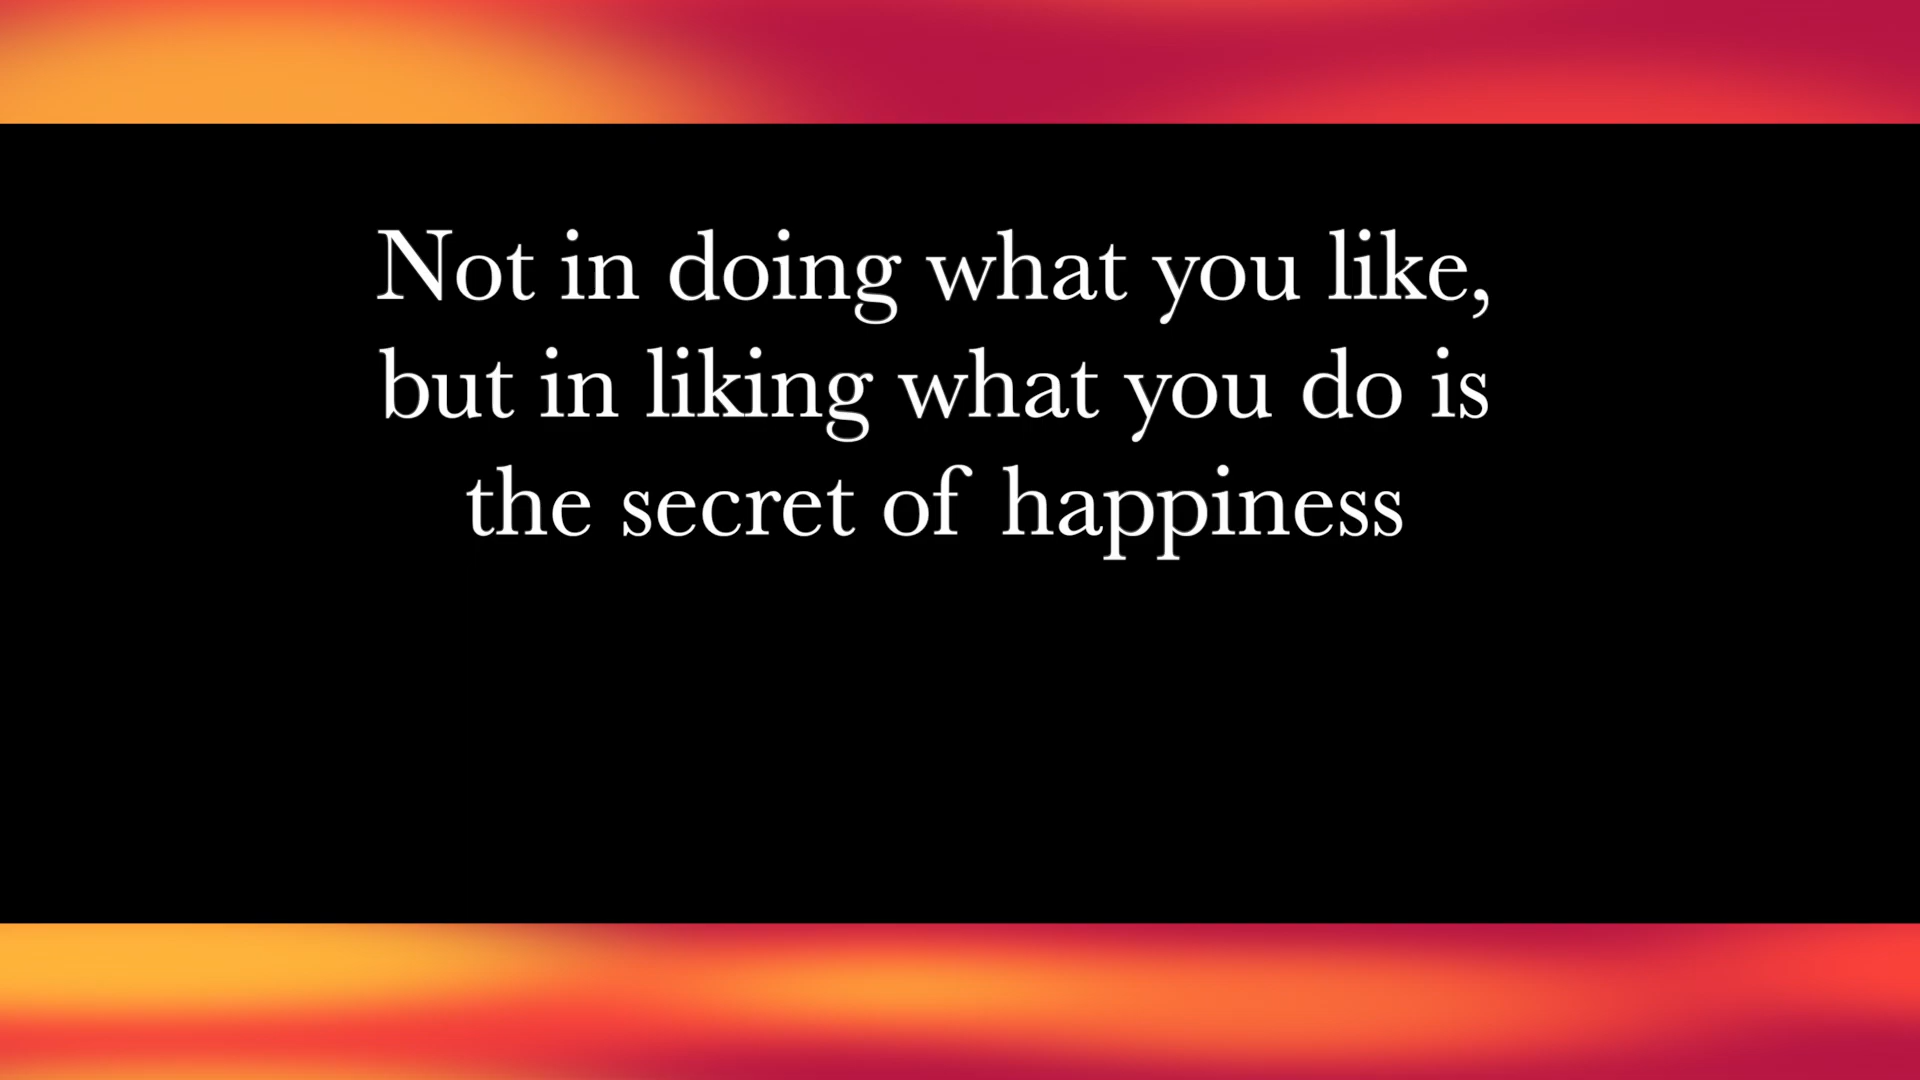 Not in doing what you like,
but in liking what you do is
the secret of happiness